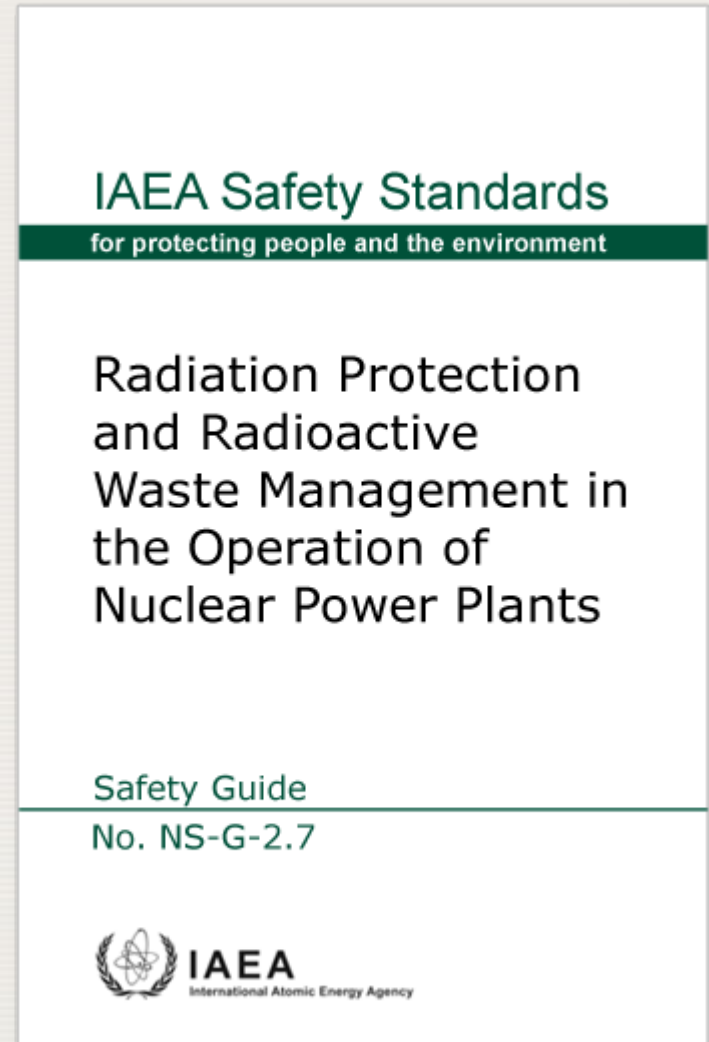 IAEA Safety Standards
for protecting people and the environment
Radiation Protection
and Radioactive
Waste Management in
the Operation of
Nuclear Power Plants
Safety Guide
No. NS-G-2.7
IAEA
International Atomic Energy Agency